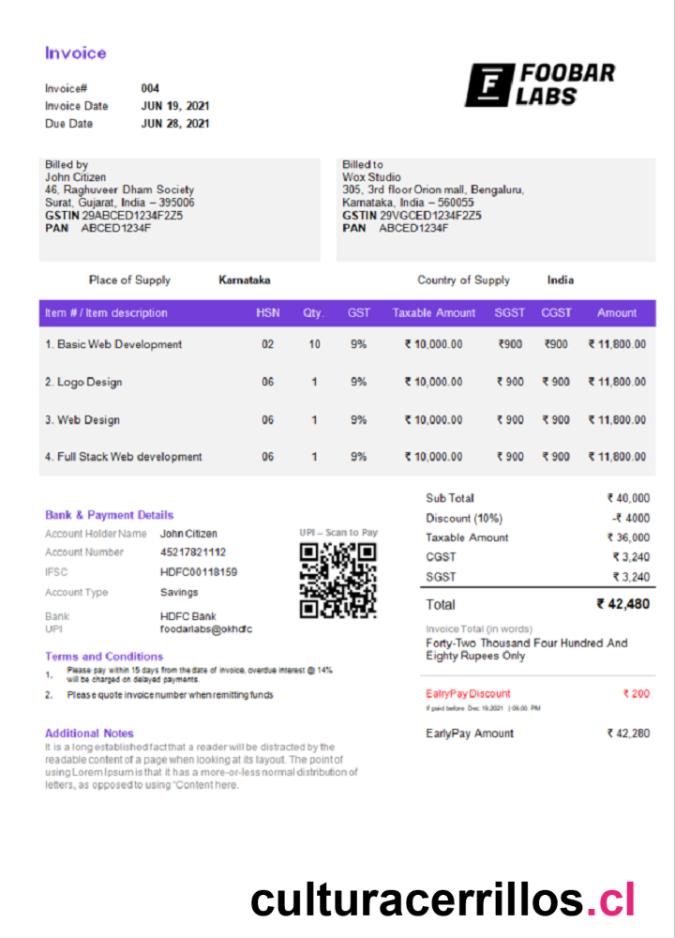 Invoice
FOOBAR
LABS
Invoice# 004
Invoice Date JUN 19, 2021
Due Date JUN 28, 2021
Billed by
John Citizen
46, Raghuveer Dham Society
Surat, Gujarat, India – 395006
GSTIN 29ABCED1234F2Z5
PAN ABCED1234F
Billed to
Wox Studio
305, 3rd floor Orion mall, Bengaluru,
Karnataka, India – 560055
GSTIN 29VGCED1234F2Z5
PAN ABCED1234F
Place of Supply Karnataka
Country of Supply India
Item # / Item description HSN Qty. GST Taxable Amount SGST CGST Amount
1. Basic Web Development 02 10 9% ₹ 10,000.00 ₹900 ₹900 ₹ 11,800.00
2. Logo Design 06 1 9% ₹ 10,000.00 ₹ 900 ₹ 900 ₹ 11,800.00
3. Web Design 06 1 9% ₹ 10,000.00 ₹ 900 ₹ 900 ₹ 11,800.00
4. Full Stack Web development 06 1 9% ₹ 10,000.00 ₹ 900 ₹ 900 ₹ 11,800.00
Bank & Payment Details
Account Holder Name John Citizen
Account Number 45217821112
IFSC HDFC00118159
Account Type Savings
Bank HDFC Bank
UPI foodarlabs@okhdfc
UPI – Scan to Pay
Sub Total ₹ 40,000
Discount (10%) -₹ 4000
Taxable Amount ₹ 36,000
CGST ₹ 3,240
SGST ₹ 3,240
Total ₹ 42,480
Invoice Total (in words)
Forty-Two Thousand Four Hundred And
Eighty Rupees Only
EalryPay Discount ₹ 200
If paid before Dec 19,2021 | 05:00 PM
EarlyPay Amount ₹ 42,280
Terms and Conditions
1. Please pay within 15 days from the date of invoice, overdue interest @ 14%
will be charged on delayed payments.
2. Please quote invoice number when remitting funds
Additional Notes
It is a long established fact that a reader will be distracted by the
readable content of a page when looking at its layout. The point of
using Lorem Ipsum is that it has a more-or-less normal distribution of
letters, as opposed to using "Content here.
culturacerrillos.cl